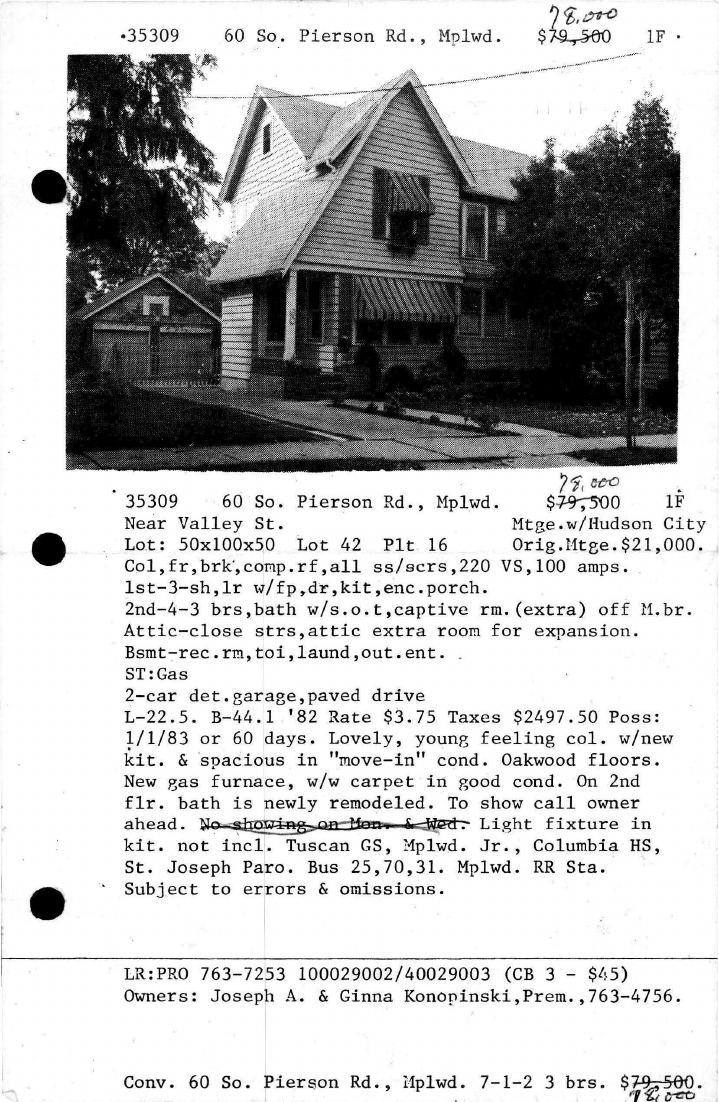 78,000
·35309 60 So. Pierson Rd., Mplwd. $79,500 1F ·
78,000
35309 60 So. Pierson Rd., Mplwd. $79,500 1F
Near Valley St. Mtge.w/Hudson City
Lot: 50x100x50 Lot 42 Plt 16 Orig.Mtge.$21,000.
Col,fr,brk,comp.rf,all ss/scrs,220 VS,100 amps.
1st-3-sh,lr w/fp,dr,kit,enc.porch.
2nd-4-3 brs,bath w/s.o.t,captive rm.(extra) off M.br.
Attic-close strs,attic extra room for expansion.
Bsmt-rec.rm,toi,laund,out.ent.
ST:Gas
2-car det.garage,paved drive
L-22.5. B-44.1 '82 Rate $3.75 Taxes $2497.50 Poss:
1/1/83 or 60 days. Lovely, young feeling col. w/new
kit. & spacious in "move-in" cond. Oakwood floors.
New gas furnace, w/w carpet in good cond. On 2nd
flr. bath is newly remodeled. To show call owner
ahead. No showing on Mon. & Wed. Light fixture in
kit. not incl. Tuscan GS, Mplwd. Jr., Columbia HS,
St. Joseph Paro. Bus 25,70,31. Mplwd. RR Sta.
Subject to errors & omissions.
LR:PRO 763-7253 100029002/40029003 (CB 3 - $45)
Owners: Joseph A. & Ginna Konopinski,Prem.,763-4756.
Conv. 60 So. Pierson Rd., Mplwd. 7-1-2 3 brs. $79,500.
78,000